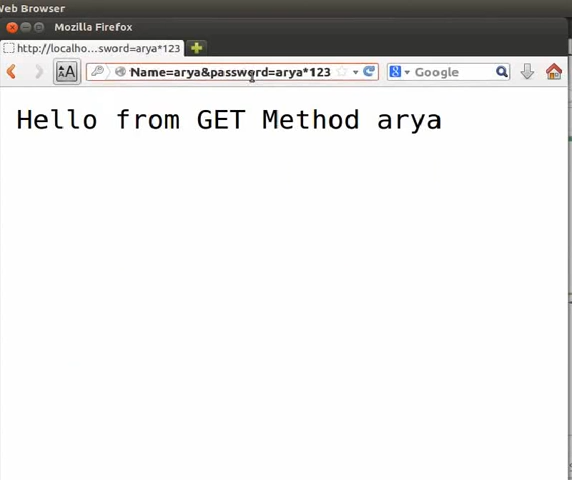 Web Browser
Mozilla Firefox
http://localho...sword=arya*123
Name=arya&password=arya*123
Google
Hello from GET Method arya